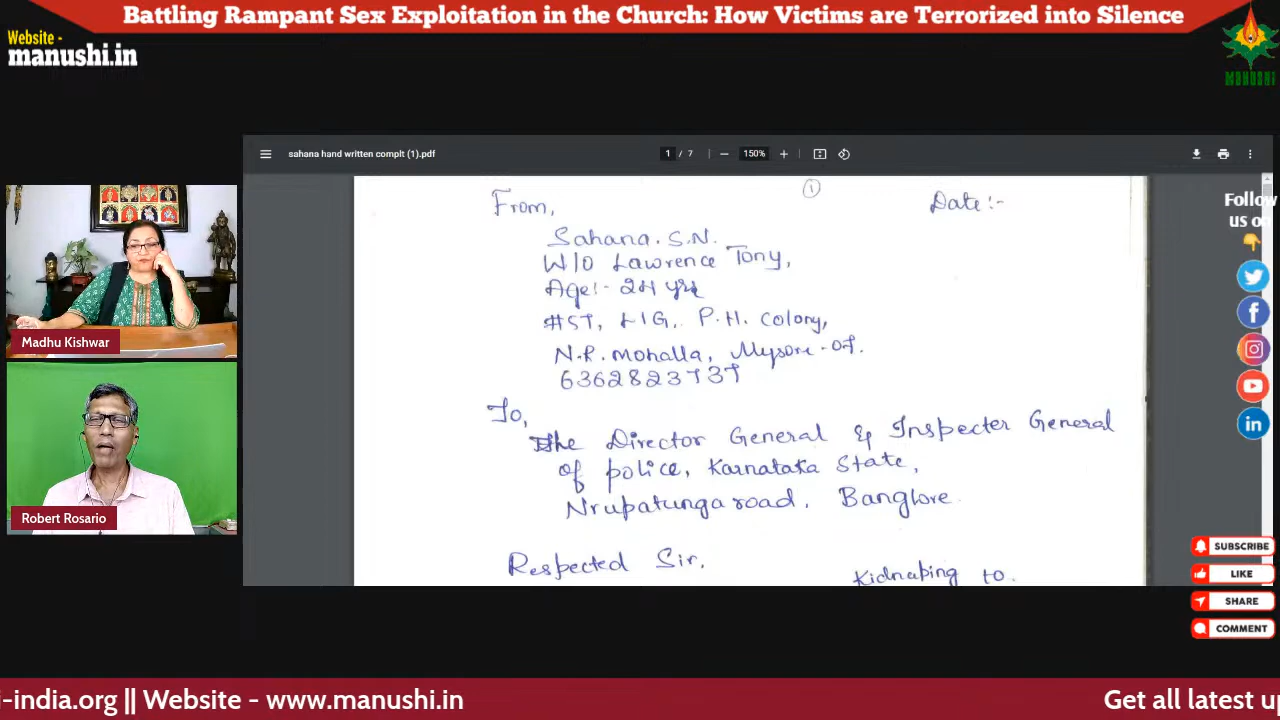 Battling Rampant Sex Exploitation in the Church: How Victims are Terrorized into Silence
Website -
manushi.in
MANUSHI
sahana hand written complt (1).pdf
1 / 7
150%
1
From,
Date:-
Sahana. S.N.
W/O Lawrence Tony,
Age:- 24 yrs
#57, LIG, P.H. Colony,
N.R. Mohalla, Mysore-07.
6362823737
To,
The Director General & Inspecter General
of police, Karnataka State,
Nrupatunga road, Banglore.
Respected Sir,
Kidnaping to
Madhu Kishwar
Robert Rosario
Follow
us on
in
SUBSCRIBE
LIKE
SHARE
COMMENT
i-india.org || Website - www.manushi.in
Get all latest up